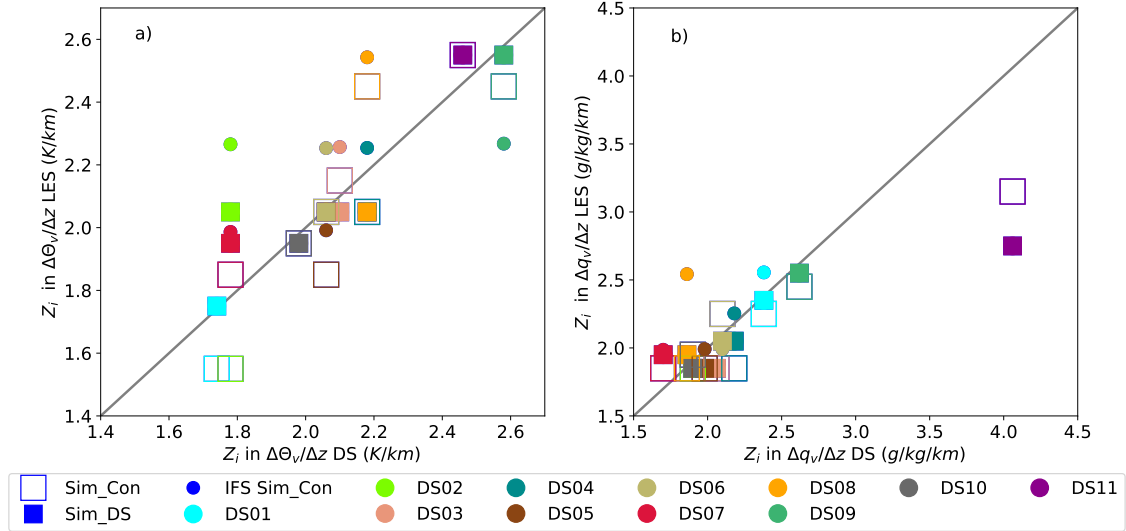 a)
2.6
2.4
2.2
2.0
1.8
1.6
1.4
Z_i in ΔΘ_v/Δz LES (K/km)
1.4 1.6 1.8 2.0 2.2 2.4 2.6
Z_i in ΔΘ_v/Δz DS (K/km)
b)
4.5
4.0
3.5
3.0
2.5
2.0
1.5
Z_i in Δq_v/Δz LES (g/kg/km)
1.5 2.0 2.5 3.0 3.5 4.0 4.5
Z_i in Δq_v/Δz DS (g/kg/km)
Sim_Con IFS Sim_Con DS02 DS04 DS06 DS08 DS10 DS11
Sim_DS DS01 DS03 DS05 DS07 DS09